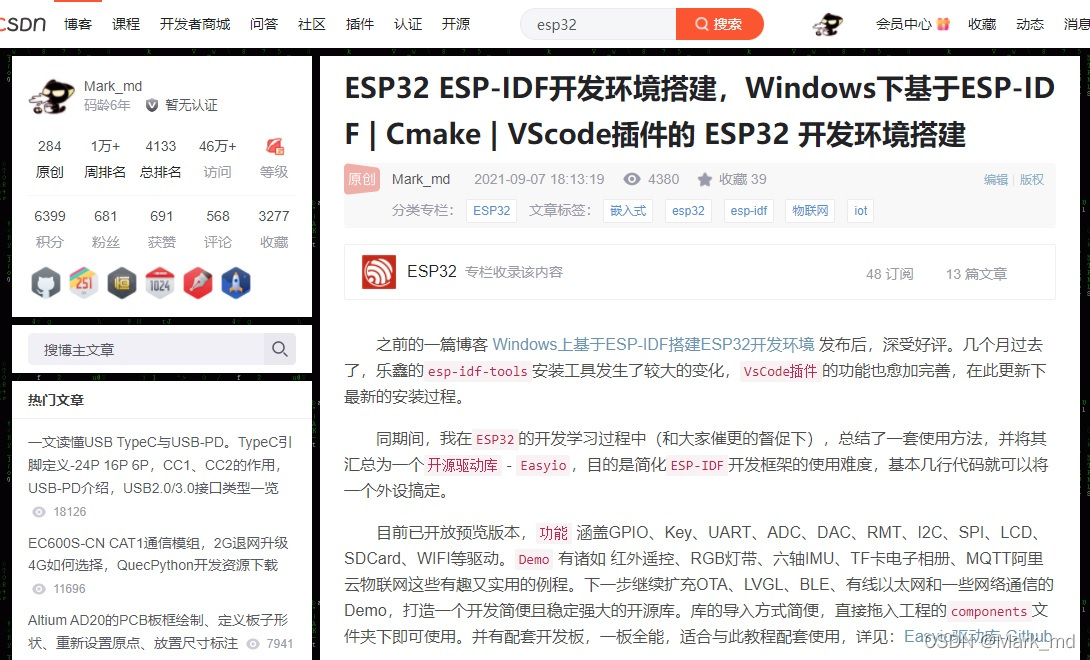 CSDN 博客 课程 开发者商城 问答 社区 插件 认证 开源 esp32 搜索 会员中心 收藏 动态 消息
Mark_md
码龄6年 暂无认证
284 1万+ 4133 46万+
原创 周排名 总排名 访问 等级
6399 681 691 568 3277
积分 粉丝 获赞 评论 收藏
251 1024
搜博主文章
热门文章
一文读懂USB TypeC与USB-PD。TypeC引
脚定义-24P 16P 6P，CC1、CC2的作用，
USB-PD介绍，USB2.0/3.0接口类型一览
18126
EC600S-CN CAT1通信模组，2G退网升级
4G如何选择，QuecPython开发资源下载
11696
Altium AD20的PCB板框绘制、定义板子形
状、重新设置原点、放置尺寸标注 7941
ESP32 ESP-IDF开发环境搭建，Windows下基于ESP-ID
F | Cmake | VScode插件的 ESP32 开发环境搭建
原创 Mark_md 2021-09-07 18:13:19 4380 收藏 39 编辑 版权
分类专栏： ESP32 文章标签： 嵌入式 esp32 esp-idf 物联网 iot
ESP32 专栏收录该内容 48 订阅 13 篇文章
之前的一篇博客 Windows上基于ESP-IDF搭建ESP32开发环境 发布后，深受好评。几个月过去
了，乐鑫的 esp-idf-tools 安装工具发生了较大的变化， VsCode插件 的功能也愈加完善，在此更新下
最新的安装过程。
同期间，我在 ESP32 的开发学习过程中（和大家催更的督促下），总结了一套使用方法，并将其
汇总为一个 开源驱动库 - Easyio ，目的是简化 ESP-IDF 开发框架的使用难度，基本几行代码就可以将
一个外设搞定。
目前已开放预览版本， 功能 涵盖GPIO、Key、UART、ADC、DAC、RMT、I2C、SPI、LCD、
SDCard、WIFI等驱动。 Demo 有诸如 红外遥控、RGB灯带、六轴IMU、TF卡电子相册、MQTT阿里
云物联网这些有趣又实用的例程。下一步继续扩充OTA、LVGL、BLE、有线以太网和一些网络通信的
Demo，打造一个开发简便且稳定强大的开源库。库的导入方式简便，直接拖入工程的 components 文
件夹下即可使用。并有配套开发板，一板全能，适合与此教程配套使用，详见： Easyio驱动库-Github
CSDN @Mark_md